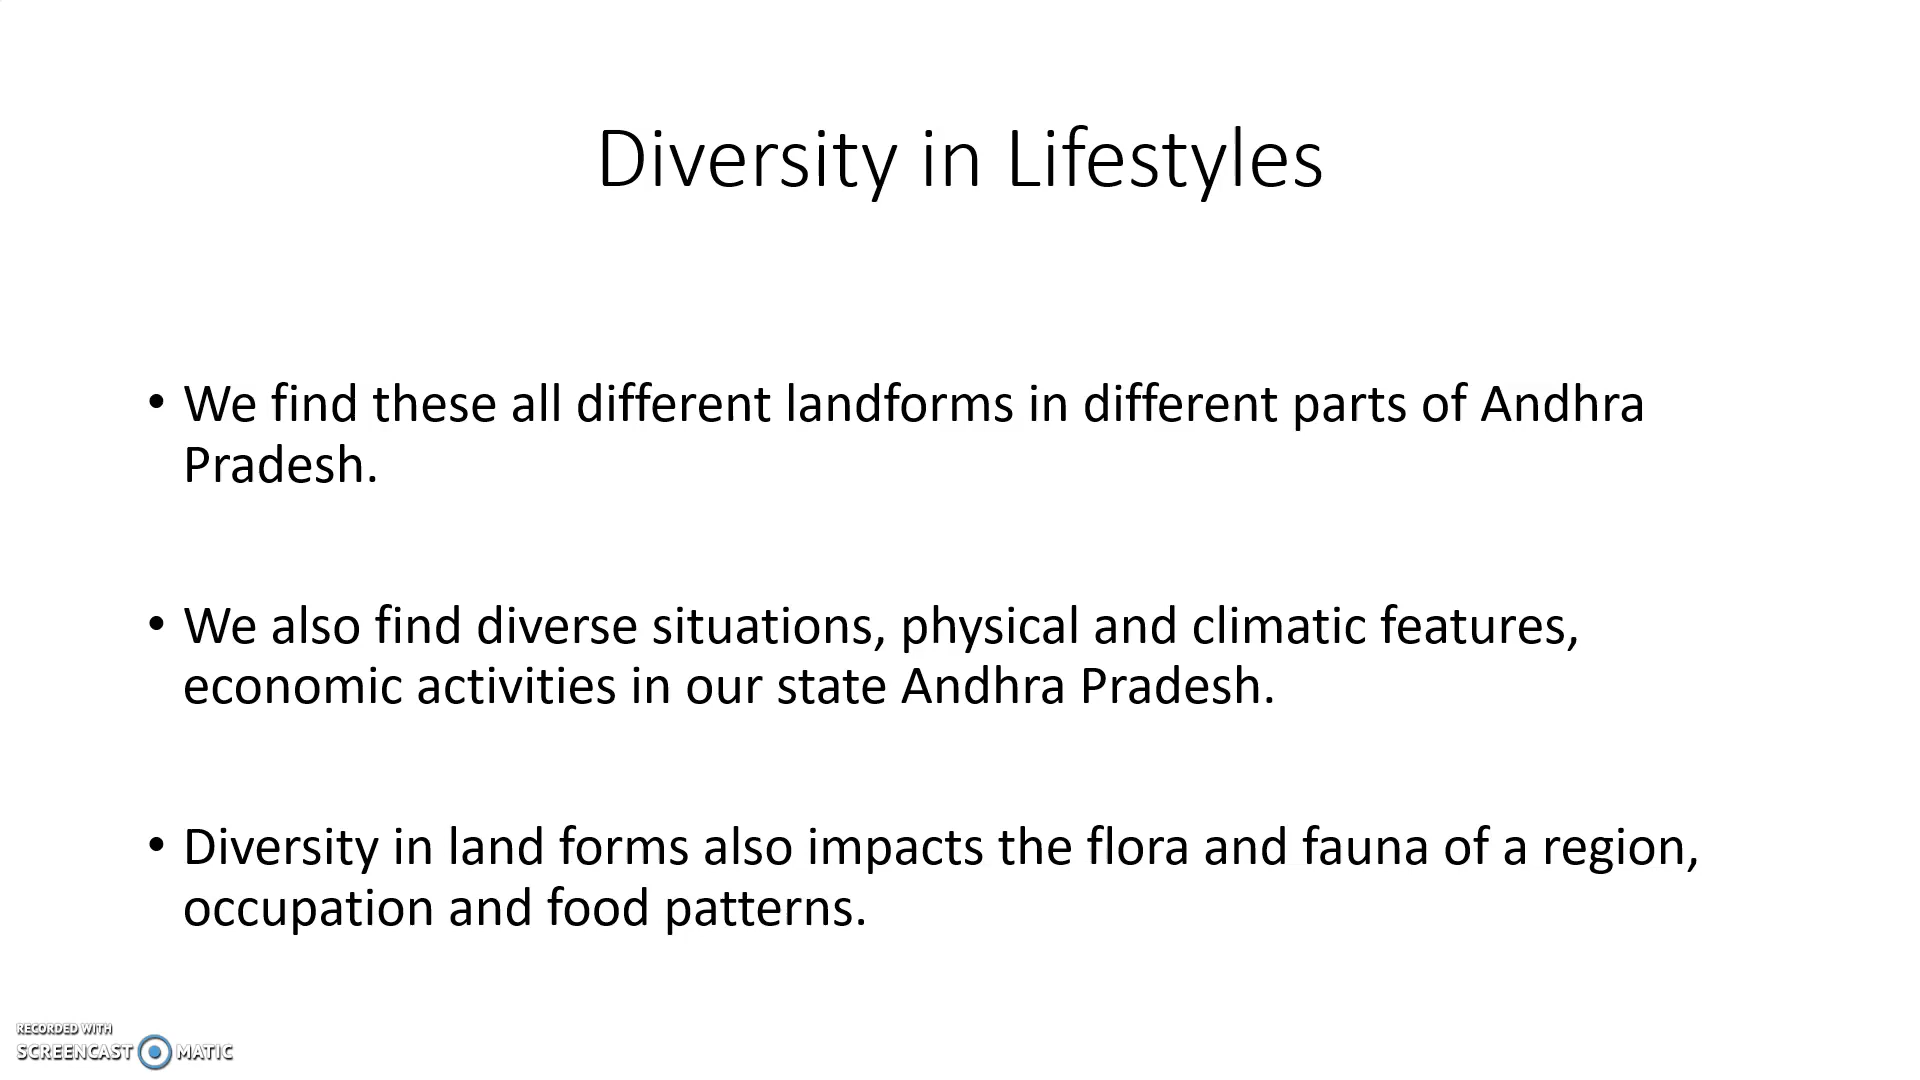 Diversity in Lifestyles
• We find these all different landforms in different parts of Andhra
Pradesh.
• We also find diverse situations, physical and climatic features,
economic activities in our state Andhra Pradesh.
• Diversity in land forms also impacts the flora and fauna of a region,
occupation and food patterns.
RECORDED WITH
SCREENCAST MATIC